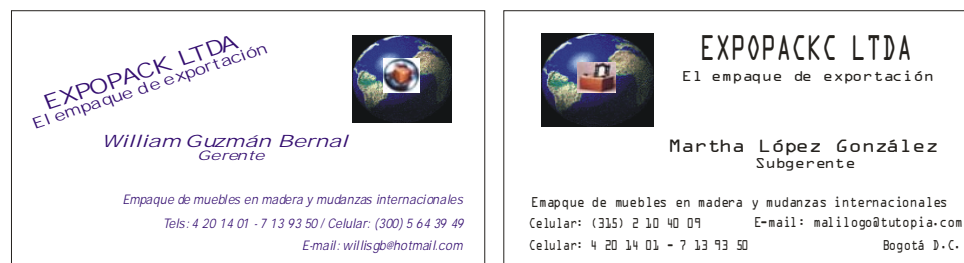 EXPOPACK LTDA
El empaque de exportación
William Guzmán Bernal
Gerente
Empaque de muebles en madera y mudanzas internacionales
Tels: 4 20 14 01 - 7 13 93 50 / Celular: (300) 5 64 39 49
E-mail: willisgb@hotmail.com
EXPOPACKC LTDA
El empaque de exportación
Martha López González
Subgerente
Emapque de muebles en madera y mudanzas internacionales
Celular: (315) 2 10 40 09 E-mail: malilogo@tutopia.com
Celular: 4 20 14 01 - 7 13 93 50 Bogotá D.C.